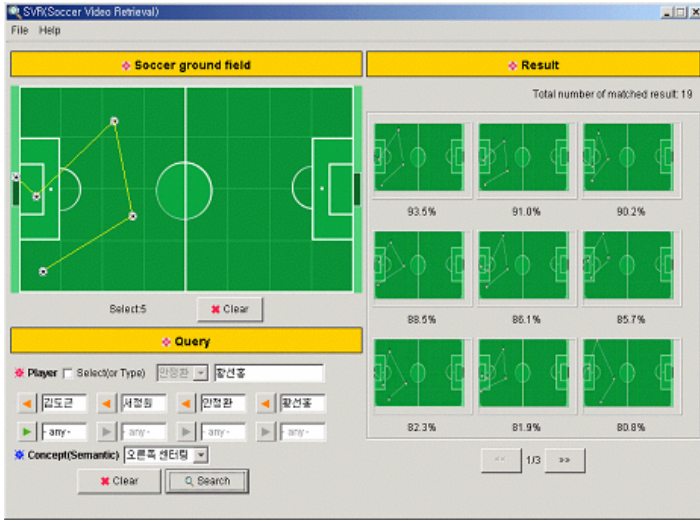 SVR(Soccer Video Retrieval)
File Help
Soccer ground field
Result
Total number of matched result: 19
93.5% 91.0% 90.2%
88.5% 86.1% 85.7%
82.3% 81.9% 80.8%
<< 1/3 >>
Select:5
Clear
Query
Player Select(or Type) 안정환 황선홍
김도근 서정원 안정환 황선홍
- any - - any - - any - - any -
Concept(Semantic) 오른쪽 센터링
Clear Search